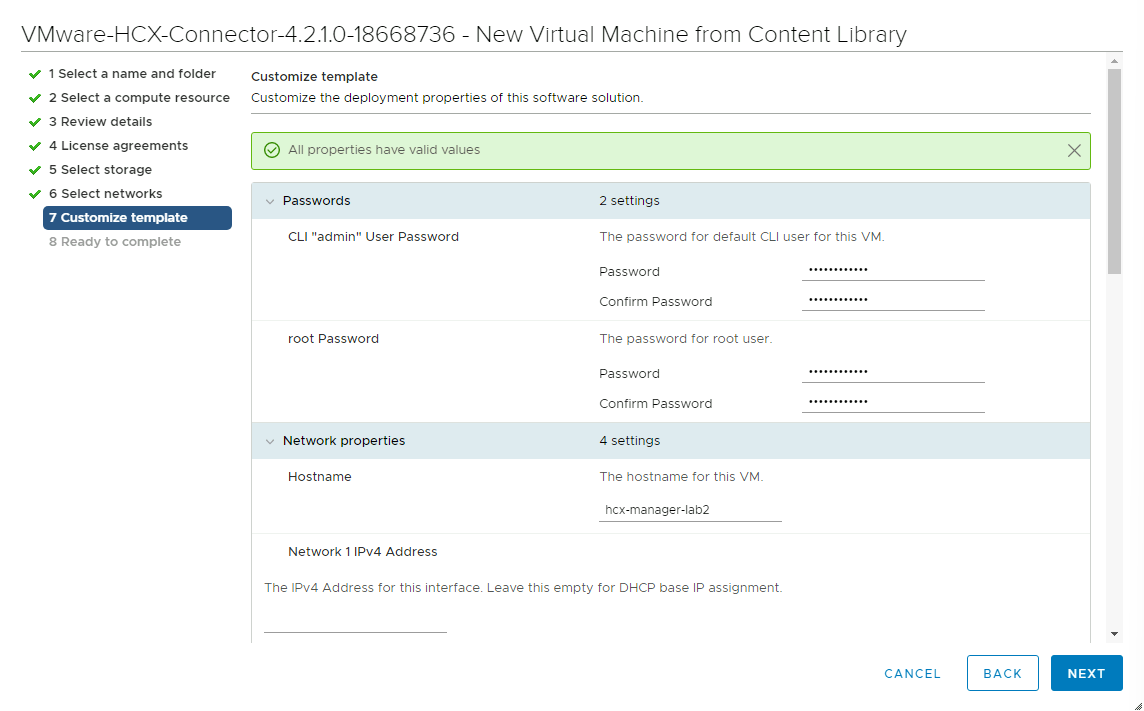 VMware-HCX-Connector-4.2.1.0-18668736 - New Virtual Machine from Content Library
1 Select a name and folder
2 Select a compute resource
3 Review details
4 License agreements
5 Select storage
6 Select networks
7 Customize template
8 Ready to complete
Customize template
Customize the deployment properties of this software solution.
All properties have valid values
Passwords 2 settings
CLI "admin" User Password The password for default CLI user for this VM.
Password ••••••••••••
Confirm Password ••••••••••••
root Password The password for root user.
Password ••••••••••••
Confirm Password ••••••••••••
Network properties 4 settings
Hostname The hostname for this VM.
hcx-manager-lab2
Network 1 IPv4 Address
The IPv4 Address for this interface. Leave this empty for DHCP base IP assignment.
CANCEL BACK NEXT